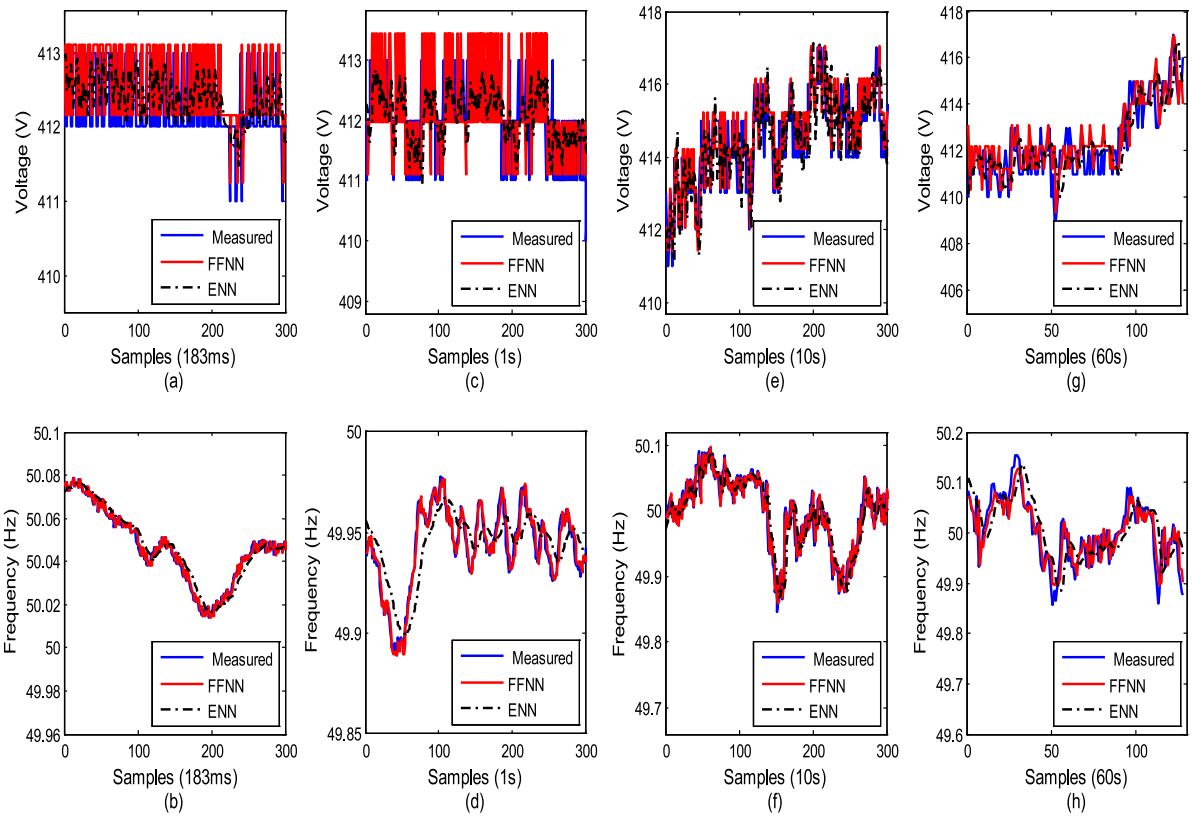 Voltage (V)
413
412
411
410
0 100 200 300
Samples (183ms)
(a)
Measured
FFNN
ENN
Voltage (V)
413
412
411
410
409
0 100 200 300
Samples (1s)
(c)
Measured
FFNN
ENN
Voltage (V)
418
416
414
412
410
0 100 200 300
Samples (10s)
(e)
Measured
FFNN
ENN
Voltage (V)
418
416
414
412
410
408
406
0 50 100
Samples (60s)
(g)
Measured
FFNN
ENN
Frequency (Hz)
50.1
50.08
50.06
50.04
50.02
50
49.98
49.96
0 100 200 300
Samples (183ms)
(b)
Measured
FFNN
ENN
Frequency (Hz)
50
49.95
49.9
49.85
0 100 200 300
Samples (1s)
(d)
Measured
FFNN
ENN
Frequency (Hz)
50.1
50
49.9
49.8
49.7
0 100 200 300
Samples (10s)
(f)
Measured
FFNN
ENN
Frequency (Hz)
50.2
50.1
50
49.9
49.8
49.7
49.6
0 50 100
Samples (60s)
(h)
Measured
FFNN
ENN